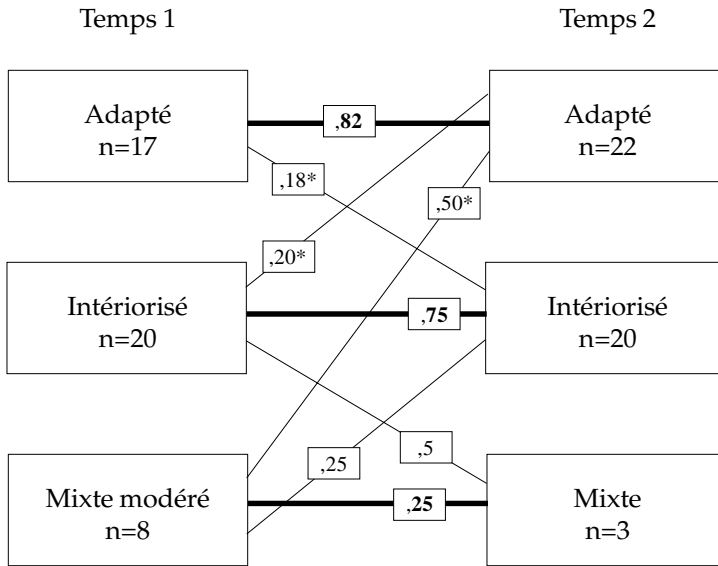 Temps 1
Temps 2
Adapté
n=17
,82
Adapté
n=22
,18*
,50*
,20*
Intériorisé
n=20
,75
Intériorisé
n=20
,25
,5
Mixte modéré
n=8
,25
Mixte
n=3